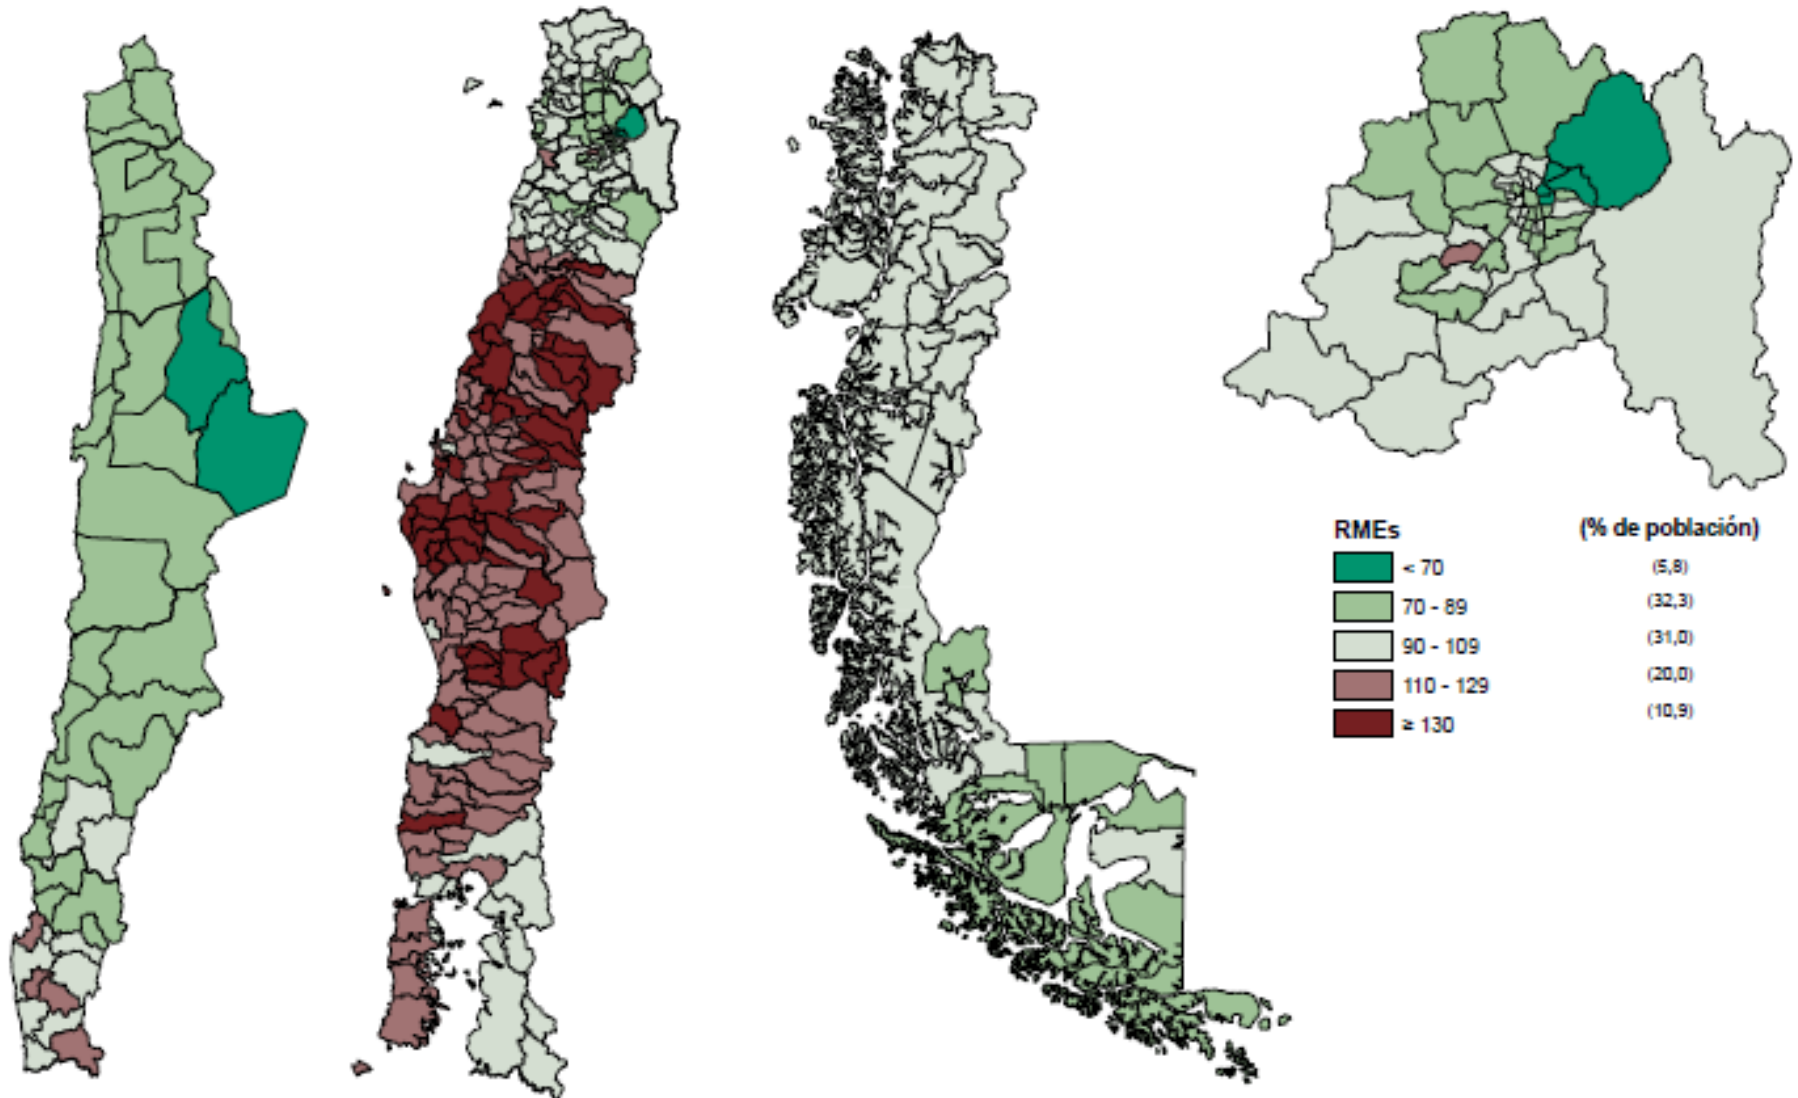 RMEs (% de población)
< 70 (5,8)
70 - 89 (32,3)
90 - 109 (31,0)
110 - 129 (20,0)
≥ 130 (10,9)